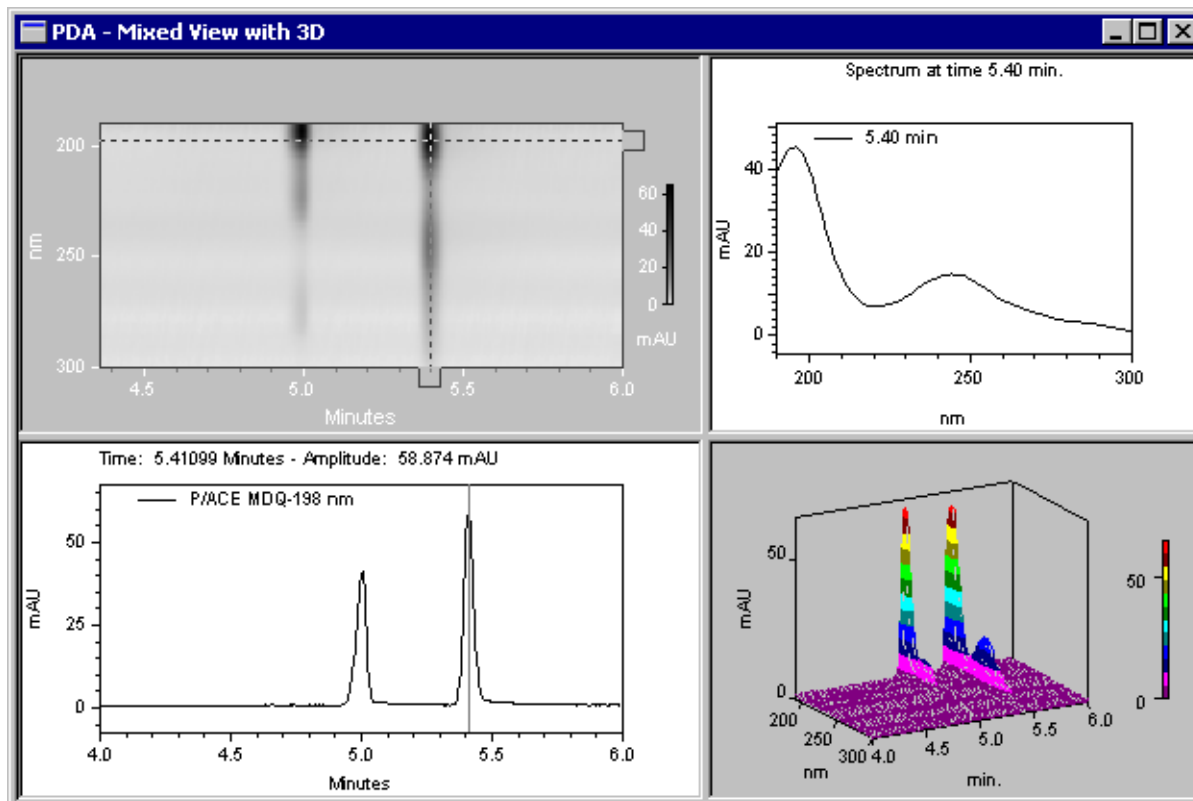 PDA - Mixed View with 3D
200
250
300
nm
4.5 5.0 5.5 6.0
Minutes
60
40
20
0
mAU
Spectrum at time 5.40 min.
5.40 min
40
20
0
mAU
200 250 300
nm
Time: 5.41099 Minutes - Amplitude: 58.874 mAU
P/ACE MDQ-198 nm
50
25
0
mAU
4.0 4.5 5.0 5.5 6.0
Minutes
50
0
mAU
200
250
300
nm
4.0 4.5 5.0 5.5 6.0
min.
50
0